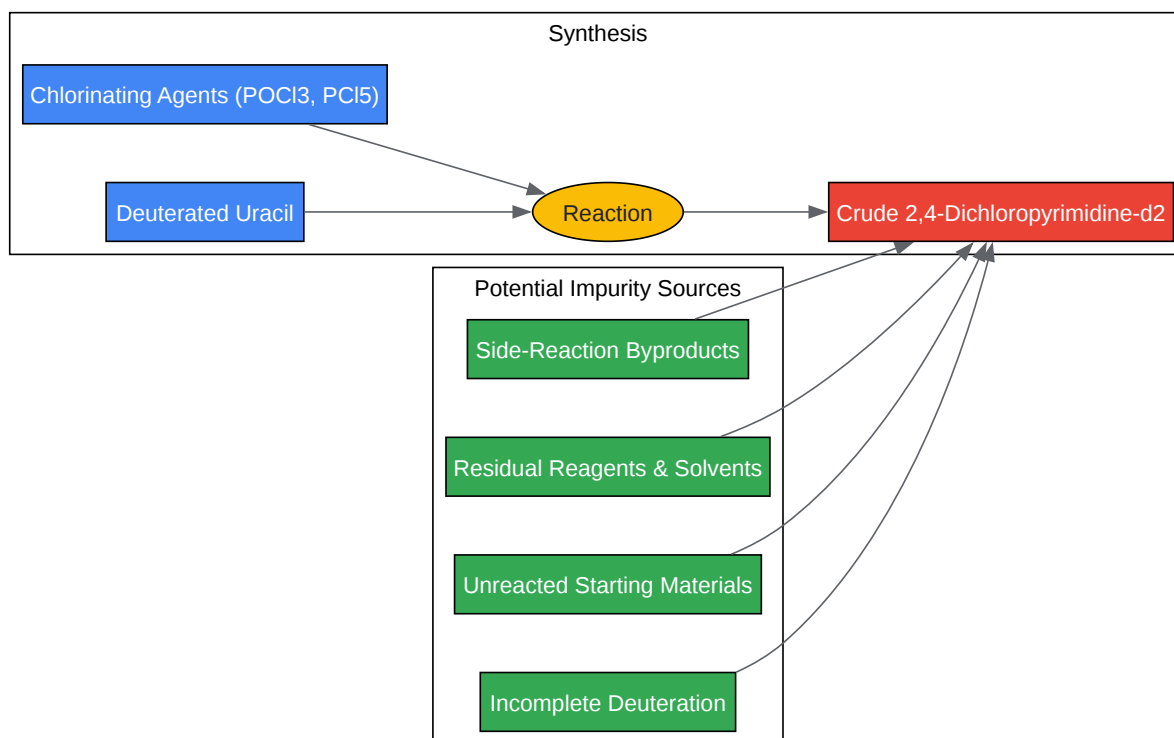 Synthesis
Chlorinating Agents (POCl3, PCl5)
Deuterated Uracil
Reaction
Crude 2,4-Dichloropyrimidine-d2
Potential Impurity Sources
Side-Reaction Byproducts
Residual Reagents & Solvents
Unreacted Starting Materials
Incomplete Deuteration